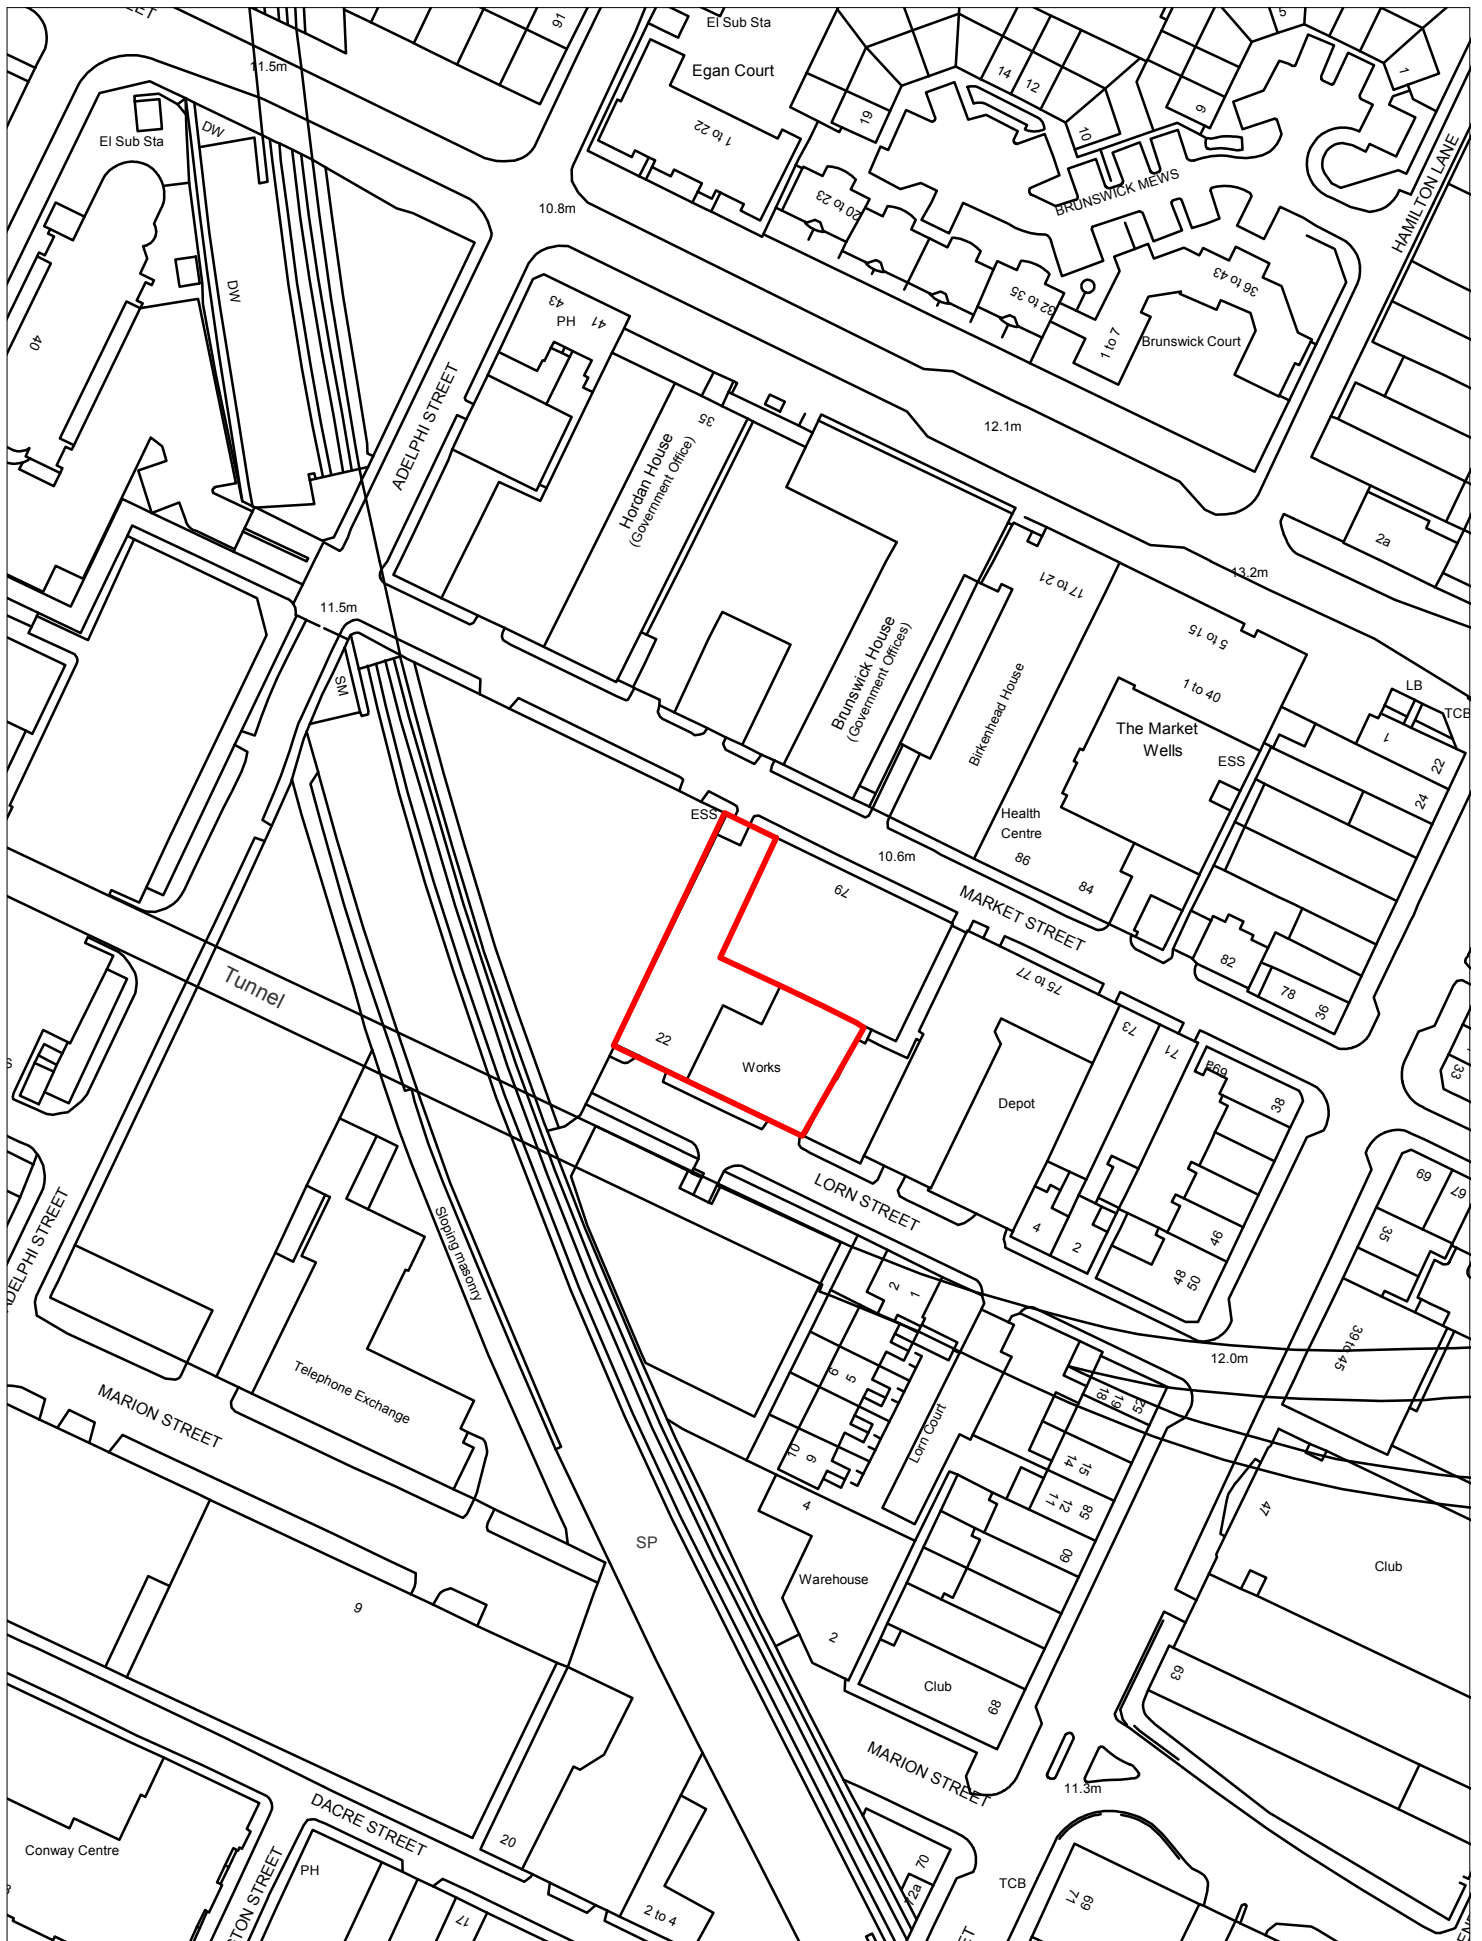 El Sub Sta
Egan Court
1 to 22
91
19
14
12
10
9
5
1
11.5m
El Sub Sta
DW
DW
40
10.8m
20 to 23
32 to 35
BRUNSWICK MEWS
36 to 43
HAMILTON LANE
1 to 7
Brunswick Court
43
PH
41
ADELPHI STREET
35
Hordan House
(Government Office)
12.1m
2a
13.2m
17 to 21
5 to 15
1 to 40
Brunswick House
(Government Offices)
Birkenhead House
The Market
Wells
ESS
LB
TCB
1
22
24
11.5m
SM
ESS
Health
Centre
86
84
10.6m
79
MARKET STREET
82
78
36
75 to 77
73
71
69a
38
33
Tunnel
22
Works
Depot
LORN STREET
4
2
46
48
50
69
67
35
39 to 45
12.0m
ADELPHI STREET
Sloping masonry
Telephone Exchange
MARION STREET
2
1
6
5
10
9
Lorn Court
18
19
52
14
15
11
12
58
60
47
Club
4
Warehouse
2
Club
68
63
SP
9
MARION STREET
11.3m
DACRE STREET
Conway Centre
PH
20
17
2 to 4
70
72a
TCB
71
69